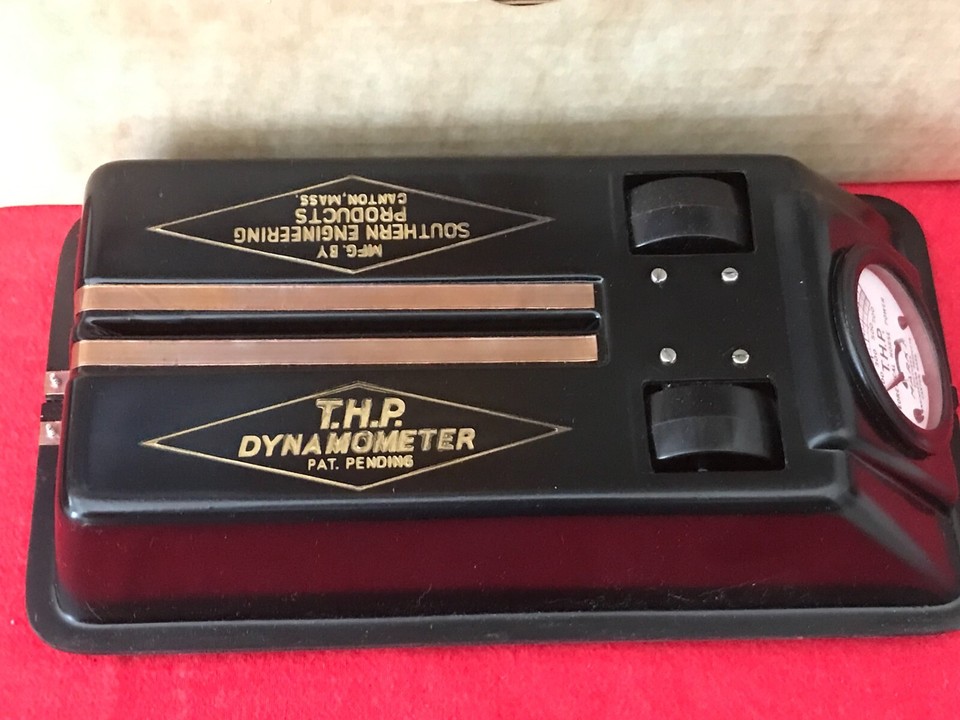 T.H.P.
DYNAMOMETER
PAT. PENDING
MFG. BY
SOUTHERN ENGINEERING
PRODUCTS
CANTON, MASS.
T.H.P.